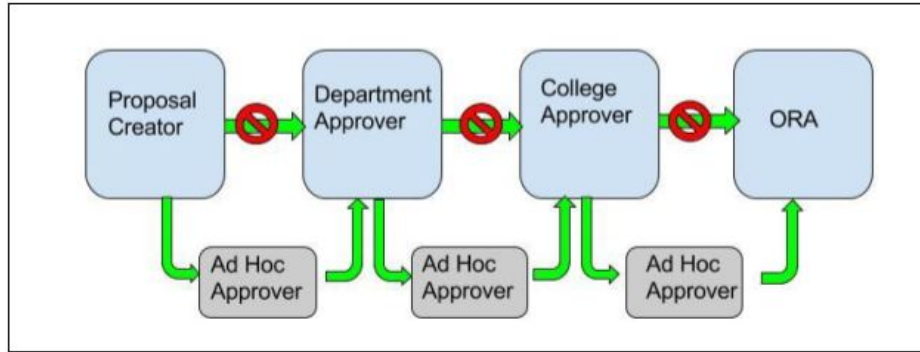 Proposal
Creator
Department
Approver
College
Approver
ORA
Ad Hoc
Approver
Ad Hoc
Approver
Ad Hoc
Approver